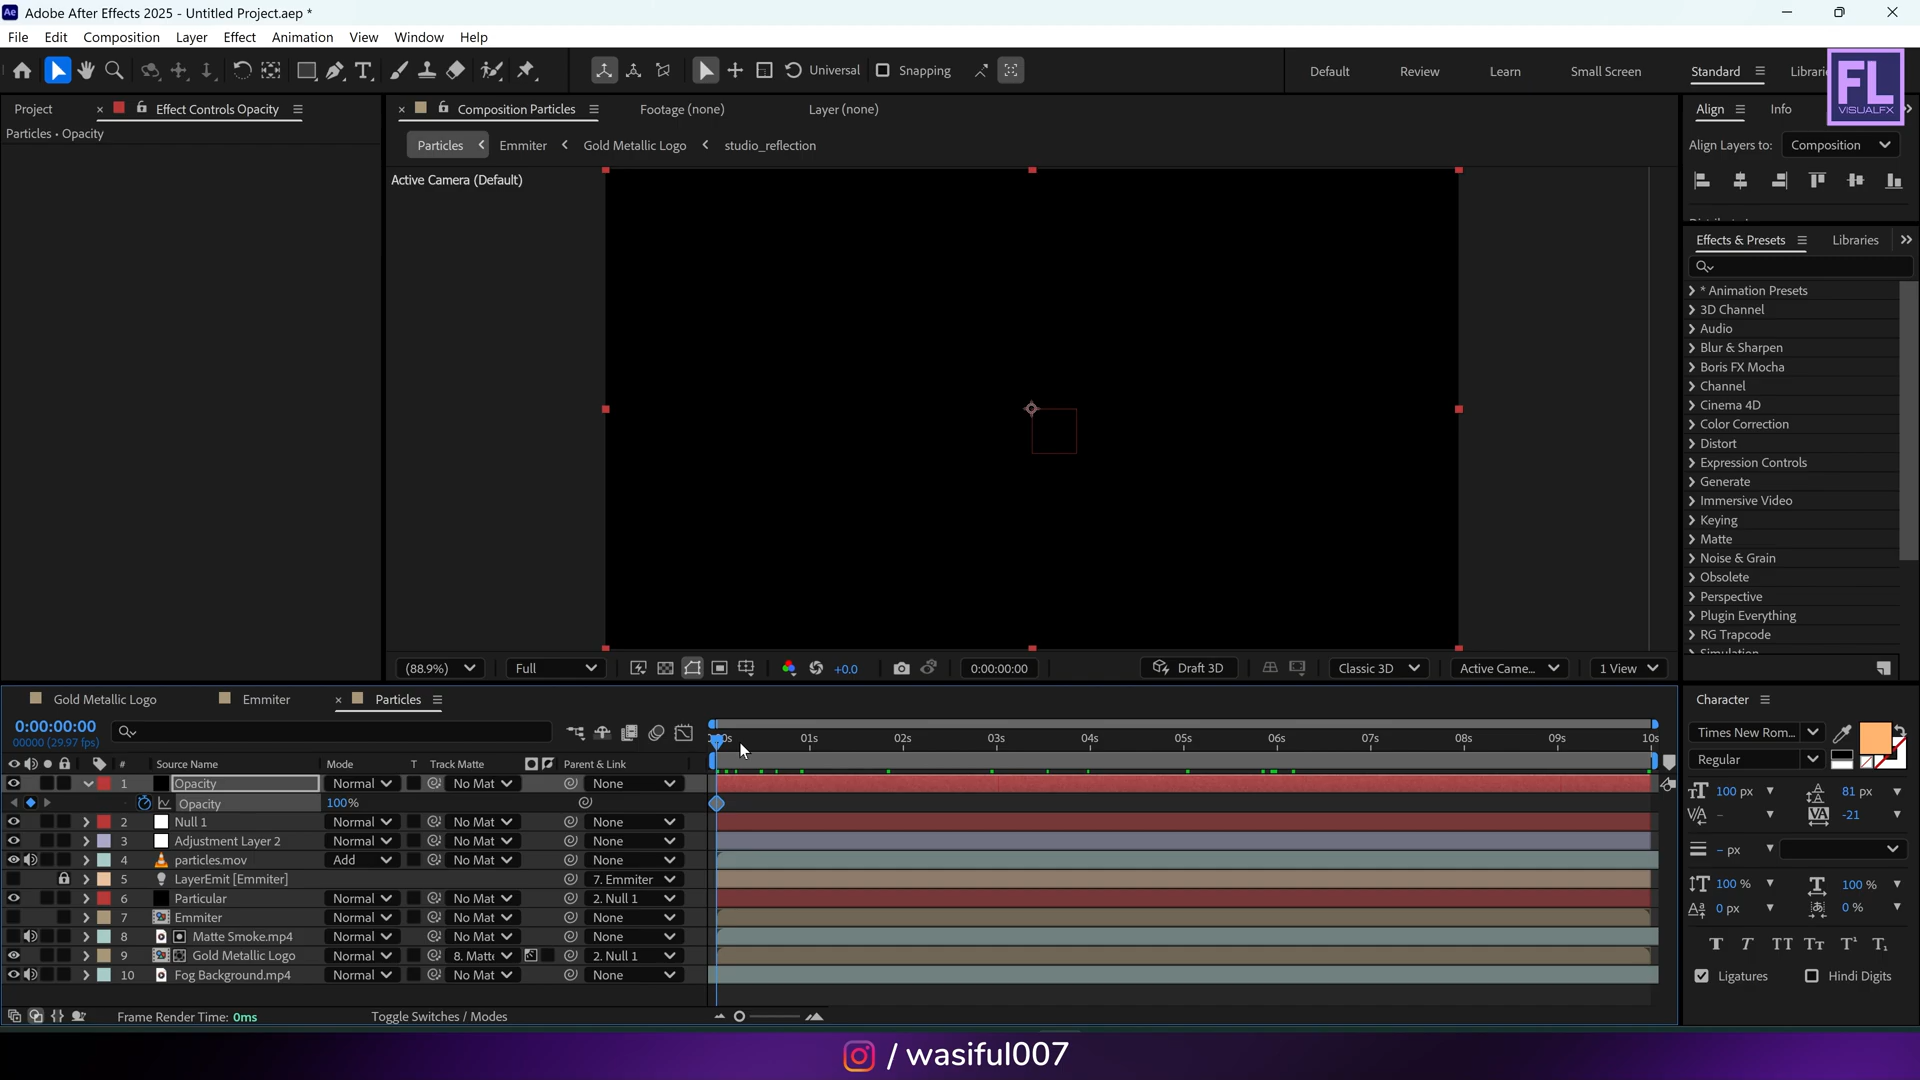 Ae Adobe After Effects 2025 - Untitled Project.aep *
File Edit Composition Layer Effect Animation View Window Help
Universal Snapping Default Review Learn Small Screen Standard
FL
VISUALFX
Project Effect Controls Opacity
Particles • Opacity
Composition Particles Footage (none) Layer (none)
Particles Emmiter Gold Metallic Logo studio_reflection
Active Camera (Default)
Align Info
Align Layers to: Composition
Effects & Presets Libraries
* Animation Presets
3D Channel
Audio
Blur & Sharpen
Boris FX Mocha
Channel
Cinema 4D
Color Correction
Distort
Expression Controls
Generate
Immersive Video
Keying
Matte
Noise & Grain
Obsolete
Perspective
Plugin Everything
RG Trapcode
(88.9%) Full +0.0 0:00:00:00 Draft 3D Classic 3D Active Came... 1 View
Gold Metallic Logo Emmiter Particles
0:00:00:00
00000 (29.97 fps)
01s 02s 03s 04s 05s 06s 07s 08s 09s 10s
# Source Name Mode T Track Matte Parent & Link
1 Opacity Normal No Mat None
Opacity 100%
2 Null 1 Normal No Mat None
3 Adjustment Layer 2 Normal No Mat None
4 particles.mov Add No Mat None
5 LayerEmit [Emmiter] 7. Emmiter
6 Particular Normal No Mat 2. Null 1
7 Emmiter Normal No Mat None
8 Matte Smoke.mp4 Normal No Mat None
9 Gold Metallic Logo Normal 8. Matte 2. Null 1
10 Fog Background.mp4 Normal No Mat None
Frame Render Time: 0ms Toggle Switches / Modes
Character
Times New Rom...
Regular
100 px 81 px
-21
- px
100 % 100 %
0 px 0 %
Ligatures Hindi Digits
/ wasiful007